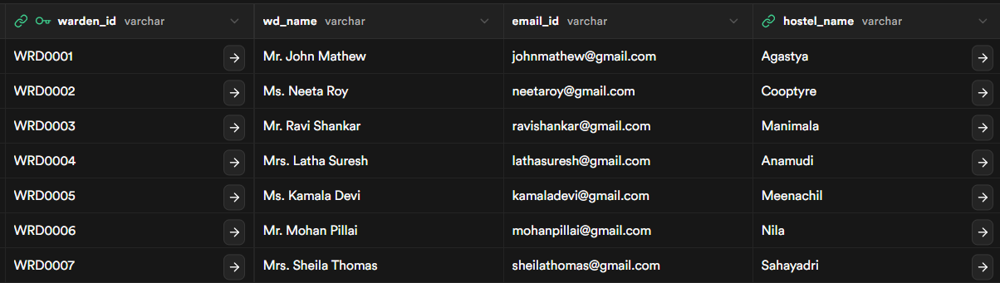 warden_id varchar wd_name varchar email_id varchar hostel_name varchar
WRD0001 Mr. John Mathew johnmathew@gmail.com Agastya
WRD0002 Ms. Neeta Roy neetaroy@gmail.com Cooptyre
WRD0003 Mr. Ravi Shankar ravishankar@gmail.com Manimala
WRD0004 Mrs. Latha Suresh lathasuresh@gmail.com Anamudi
WRD0005 Ms. Kamala Devi kamaladevi@gmail.com Meenachil
WRD0006 Mr. Mohan Pillai mohanpillai@gmail.com Nila
WRD0007 Mrs. Sheila Thomas sheilathomas@gmail.com Sahayadri